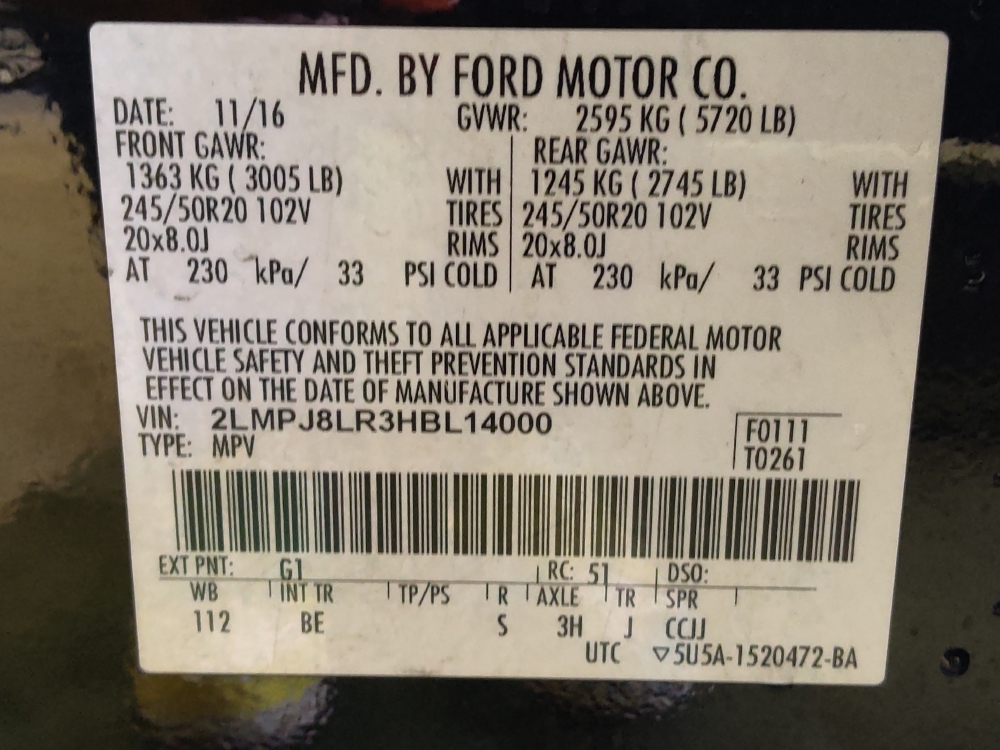 MFD. BY FORD MOTOR CO.
DATE: 11/16 GVWR: 2595 KG ( 5720 LB)
FRONT GAWR: REAR GAWR:
1363 KG ( 3005 LB) WITH 1245 KG ( 2745 LB) WITH
245/50R20 102V TIRES 245/50R20 102V TIRES
20x8.0J RIMS 20x8.0J RIMS
AT 230 kPa/ 33 PSI COLD AT 230 kPa/ 33 PSI COLD
THIS VEHICLE CONFORMS TO ALL APPLICABLE FEDERAL MOTOR
VEHICLE SAFETY AND THEFT PREVENTION STANDARDS IN
EFFECT ON THE DATE OF MANUFACTURE SHOWN ABOVE.
VIN: 2LMPJ8LR3HBL14000 F0111
TYPE: MPV T0261
EXT PNT: G1 RC: 51 DSO:
WB INT TR TP/PS R AXLE TR SPR
112 BE S 3H J CCJJ
UTC ▽5U5A-1520472-BA